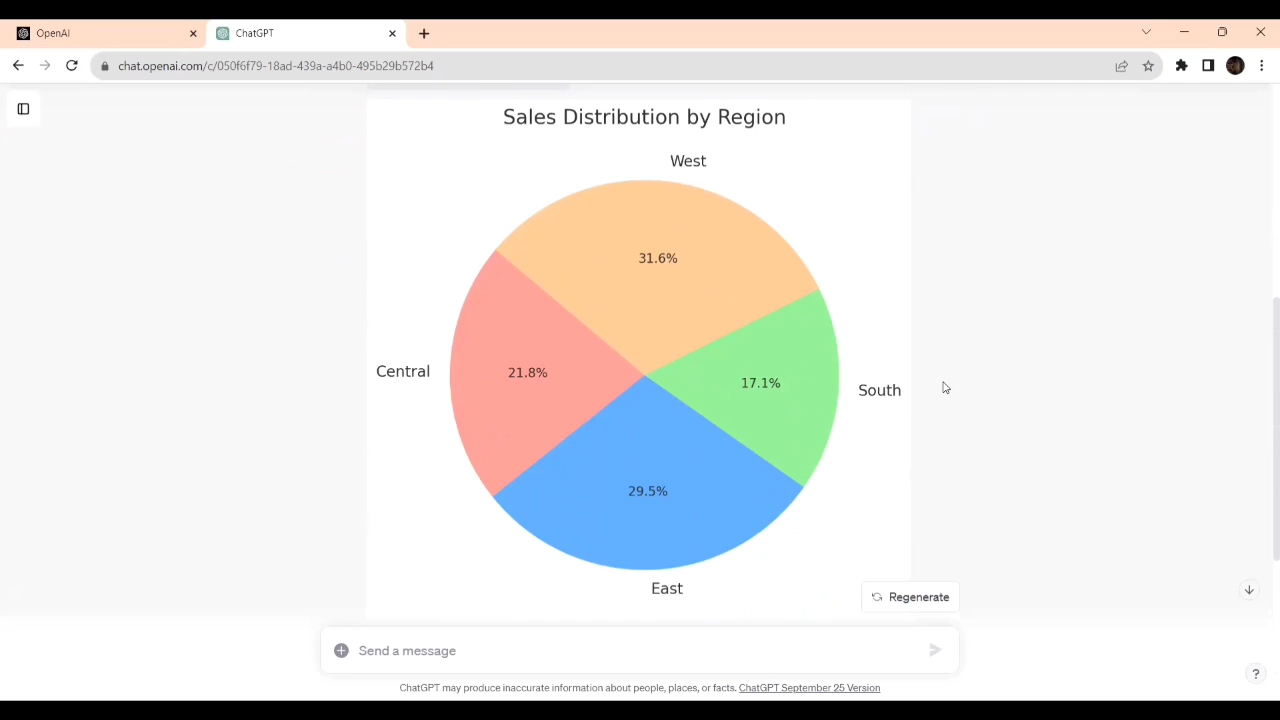 OpenAI
ChatGPT
chat.openai.com/c/050f6f79-18ad-439a-a4b0-495b29b572b4
Sales Distribution by Region
West
31.6%
Central
21.8%
17.1%
South
29.5%
East
Regenerate
Send a message
ChatGPT may produce inaccurate information about people, places, or facts. ChatGPT September 25 Version
?